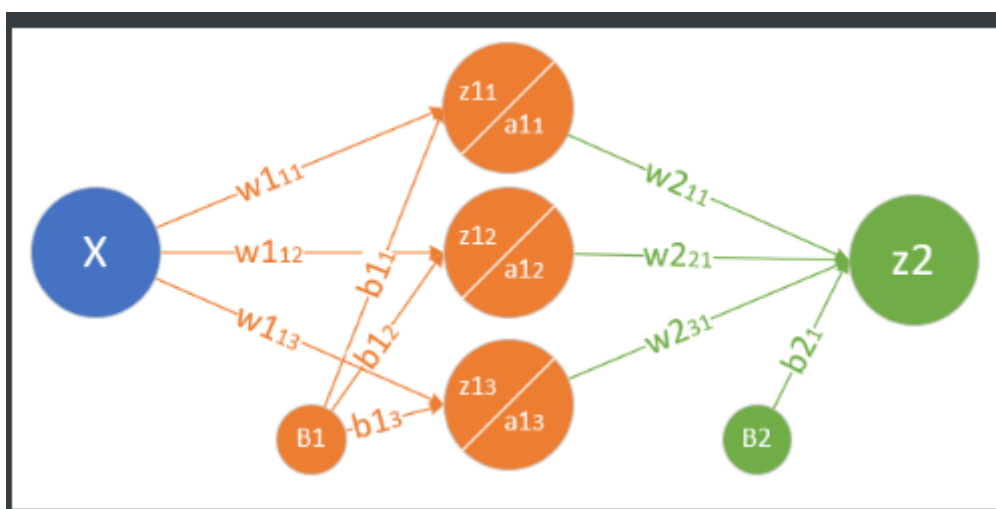 z1₁
a1₁
w1₁₁
w2₁₁
X
w1₁₂
b1₁
z1₂
a1₂
w2₂₁
z2
w1₁₃
b1₂
w2₃₁
b2₁
z1₃
a1₃
B1
b1₃
B2